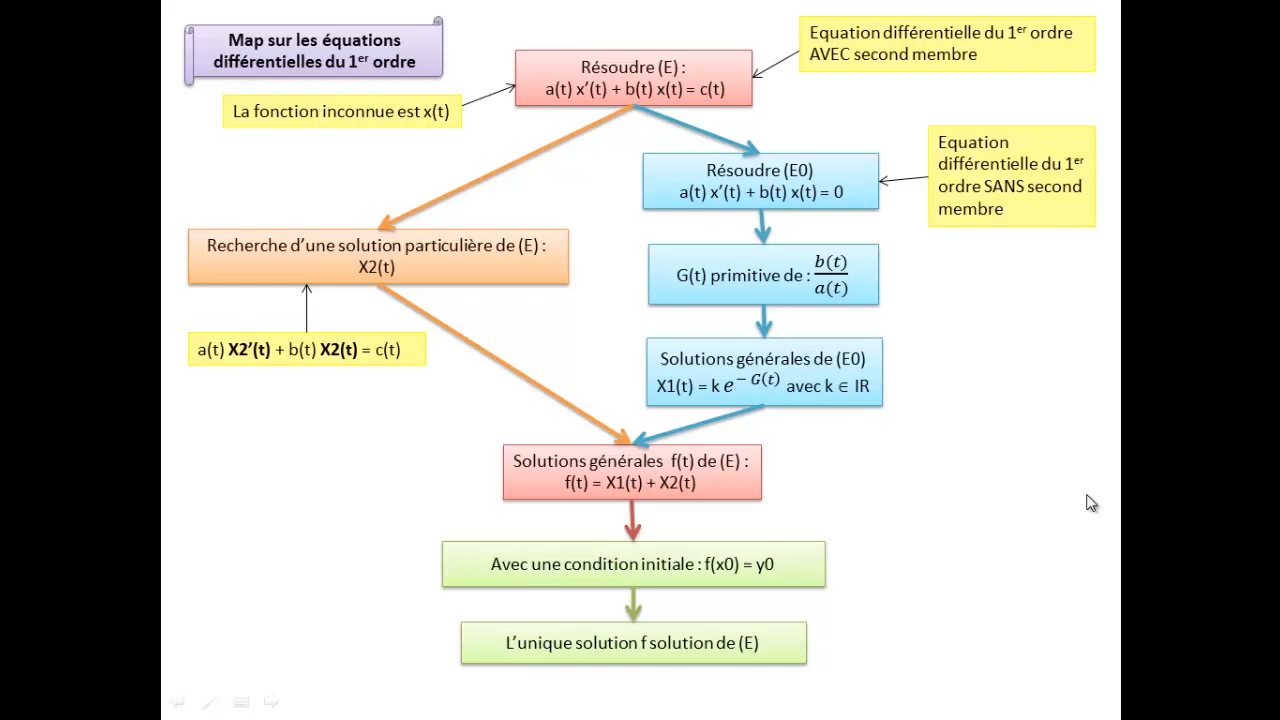 Map sur les équations
différentielles du 1er ordre
Equation différentielle du 1er ordre
AVEC second membre
Résoudre (E) :
a(t) x’(t) + b(t) x(t) = c(t)
La fonction inconnue est x(t)
Equation
différentielle du 1er
ordre SANS second
membre
Résoudre (E0)
a(t) x’(t) + b(t) x(t) = 0
Recherche d’une solution particulière de (E) :
X2(t)
G(t) primitive de : b(t)/a(t)
a(t) X2’(t) + b(t) X2(t) = c(t)
Solutions générales de (E0)
X1(t) = k e^− G(t) avec k ∈ IR
Solutions générales f(t) de (E) :
f(t) = X1(t) + X2(t)
Avec une condition initiale : f(x0) = y0
L’unique solution f solution de (E)